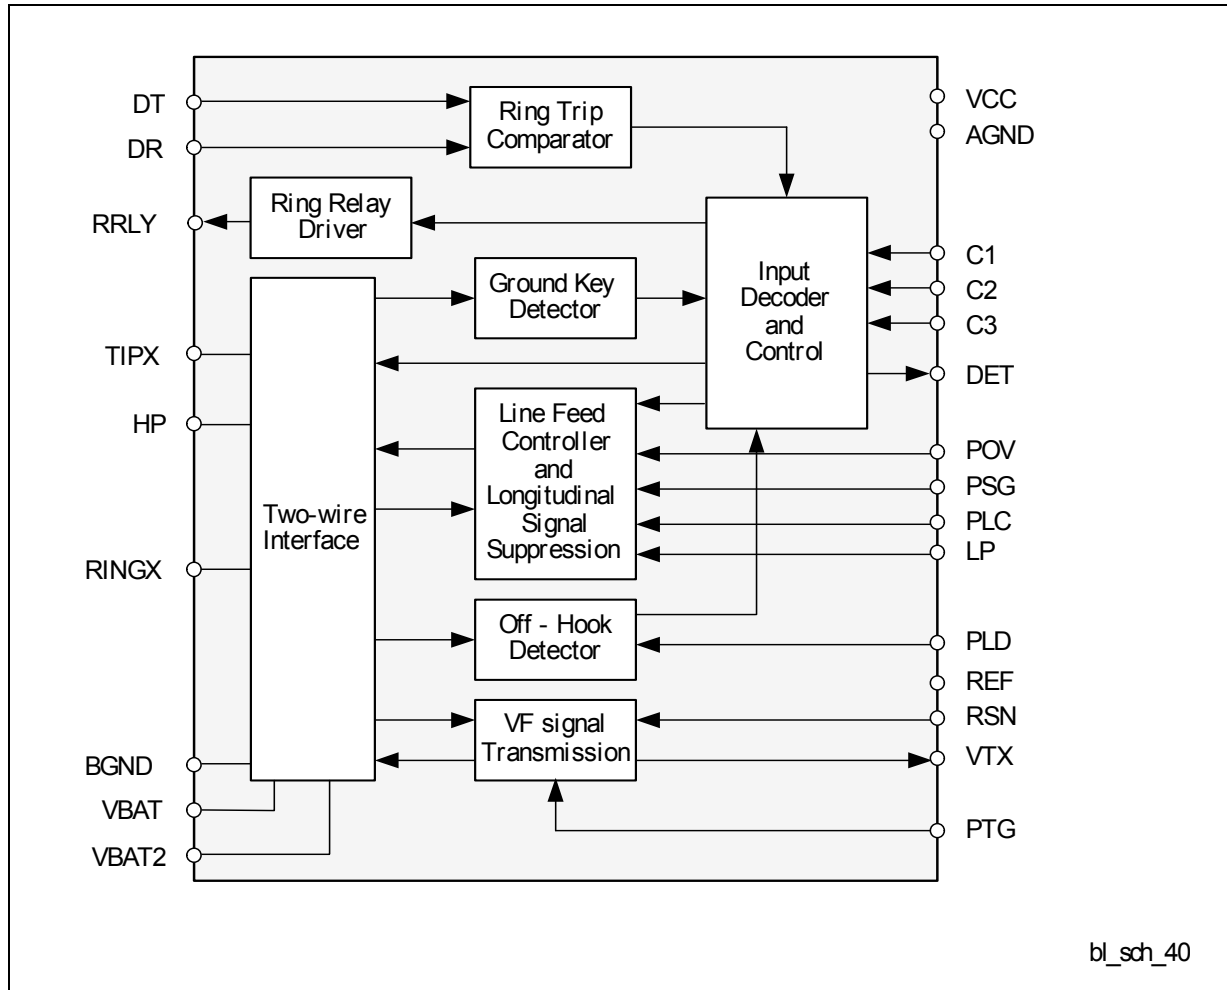 DT
DR
RRLY
TIPX
HP
RINGX
BGND
VBAT
VBAT2
Ring Trip
Comparator
Ring Relay
Driver
Ground Key
Detector
Two-wire
Interface
Line Feed
Controller
and
Longitudinal
Signal
Suppression
Off - Hook
Detector
VF signal
Transmission
Input
Decoder
and
Control
VCC
AGND
C1
C2
C3
DET
POV
PSG
PLC
LP
PLD
REF
RSN
VTX
PTG
bl_sch_40